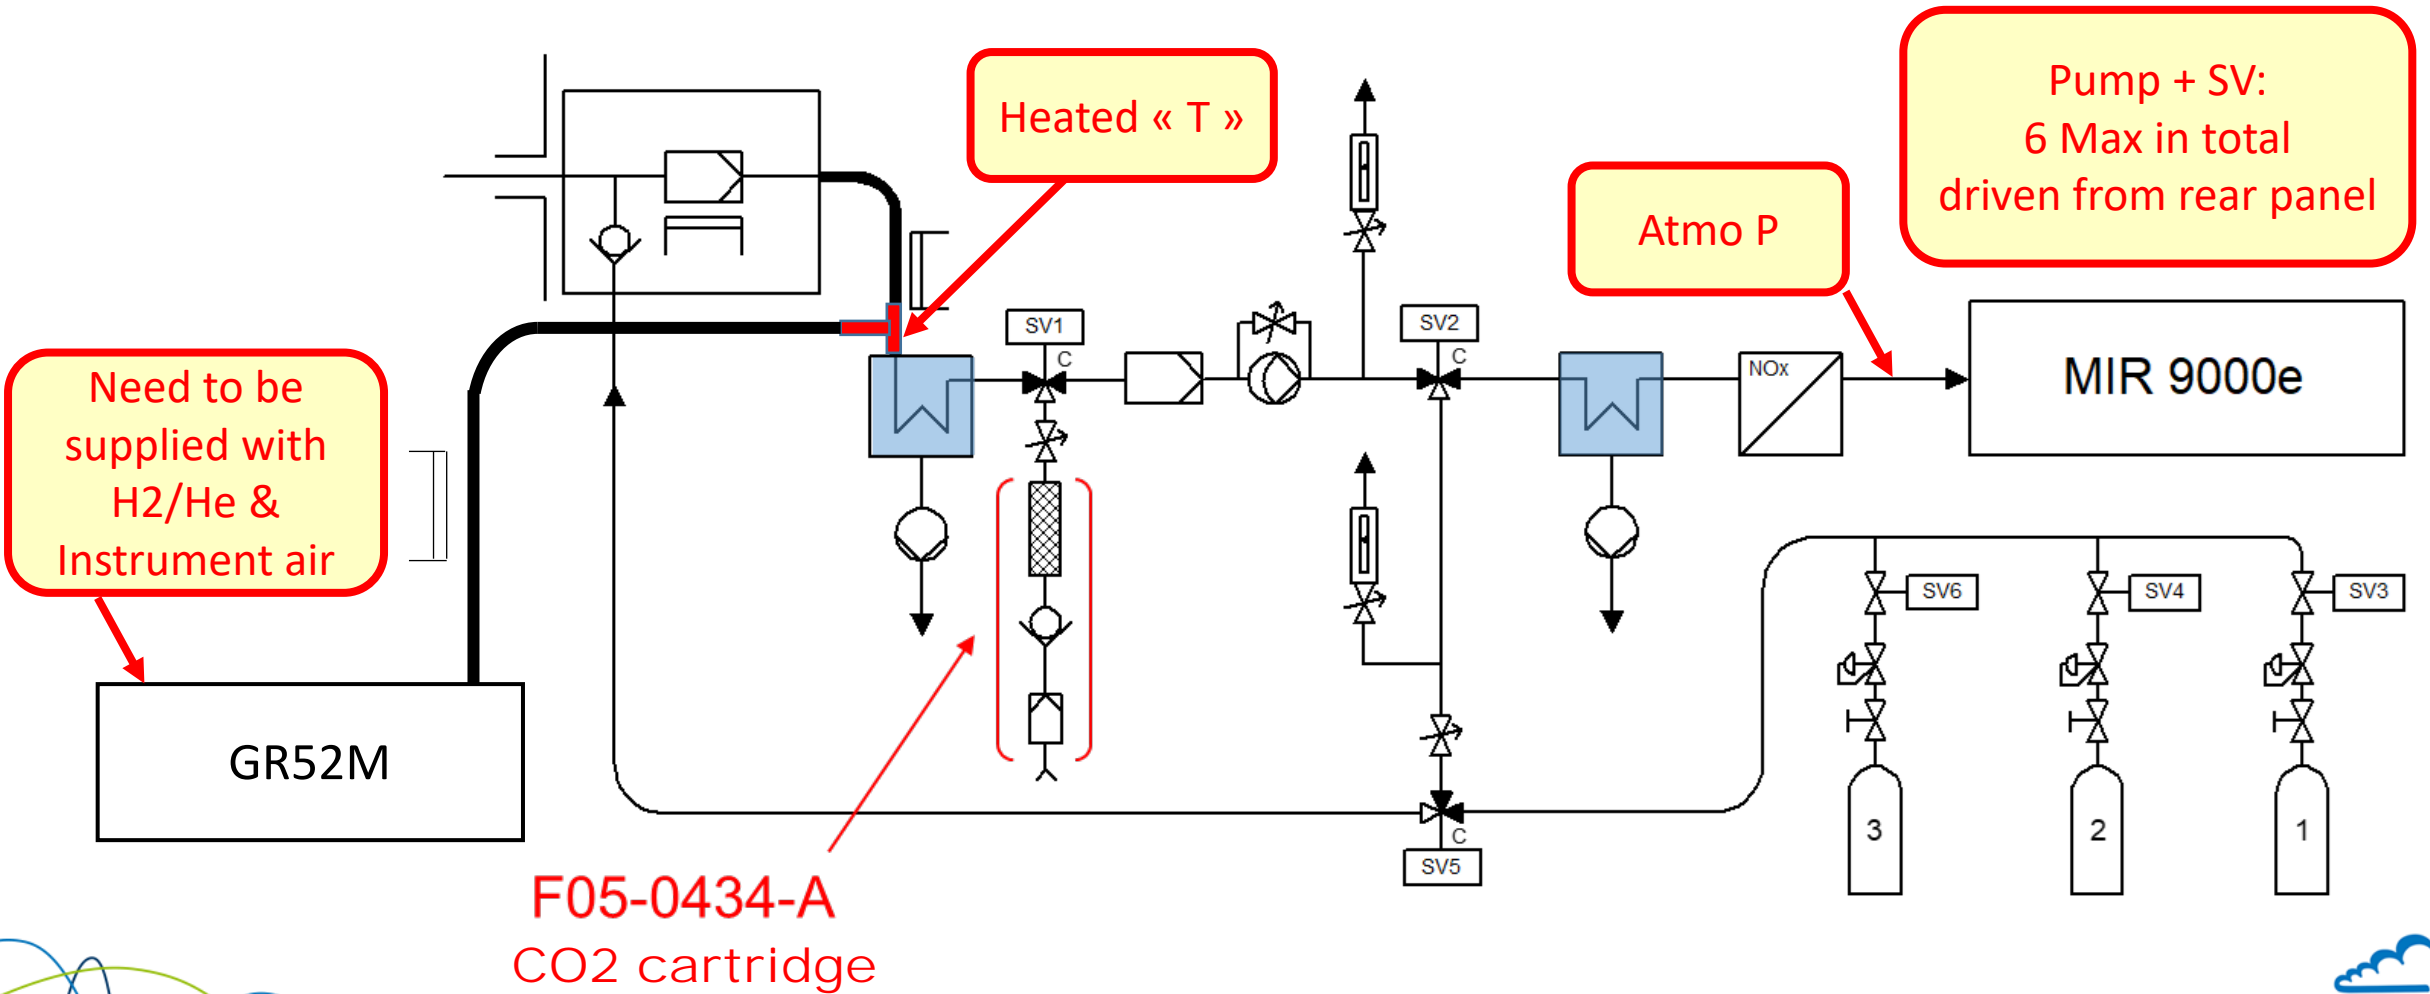 Heated « T »
Pump + SV:
6 Max in total
driven from rear panel
Atmo P
SV1
C
SV2
C
NOx
MIR 9000e
Need to be
supplied with
H2/He &
Instrument air
GR52M
SV6
SV4
SV3
3
2
1
C
SV5
F05-0434-A
CO2 cartridge